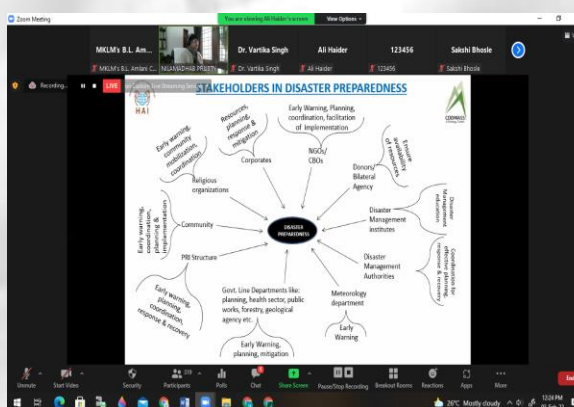 Zoom Meeting
You are viewing Ali Haider's screen
View Options
MKLM's B.L. Am...
Dr. Vartika Singh
Ali Haider
123456
Sakshi Bhosle
MKLM's B.L. Amlani C...
NILAMADHAB PRUSTY
Dr. Vartika Singh
Ali Haider
123456
Sakshi Bhosle
Recording...
LIVE
HAI
STAKEHOLDERS IN DISASTER PREPAREDNESS
Early warning, community mobilization, coordination
Resources, planning, response & mitigation
Early Warning, Planning,
coordination, facilitation
of implementation
Ensure availability of resources
Corporates
NGOs/
CBOs
Donors/
Bilateral
Agency
Religious
organizations
Early warning, coordination, planning & implementation
Community
DISASTER
PREPAREDNESS
Disaster
Management
institutes
Disaster Management education
PRI Structure
Disaster
Management
Authorities
Coordination for effective planning, response & recovery
Early warning, planning, coordination, response & recovery
Govt. Line Departments like:
planning, health sector, public
works, forestry, geological
agency etc.
Meteorology
department
Early Warning,
planning, mitigation
Early
Warning
Unmute
Start Video
Security
Participants
Polls
Chat
Share Screen
Pause/Stop Recording
Breakout Rooms
Reactions
Apps
More
26°C Mostly cloudy
12:24 PM